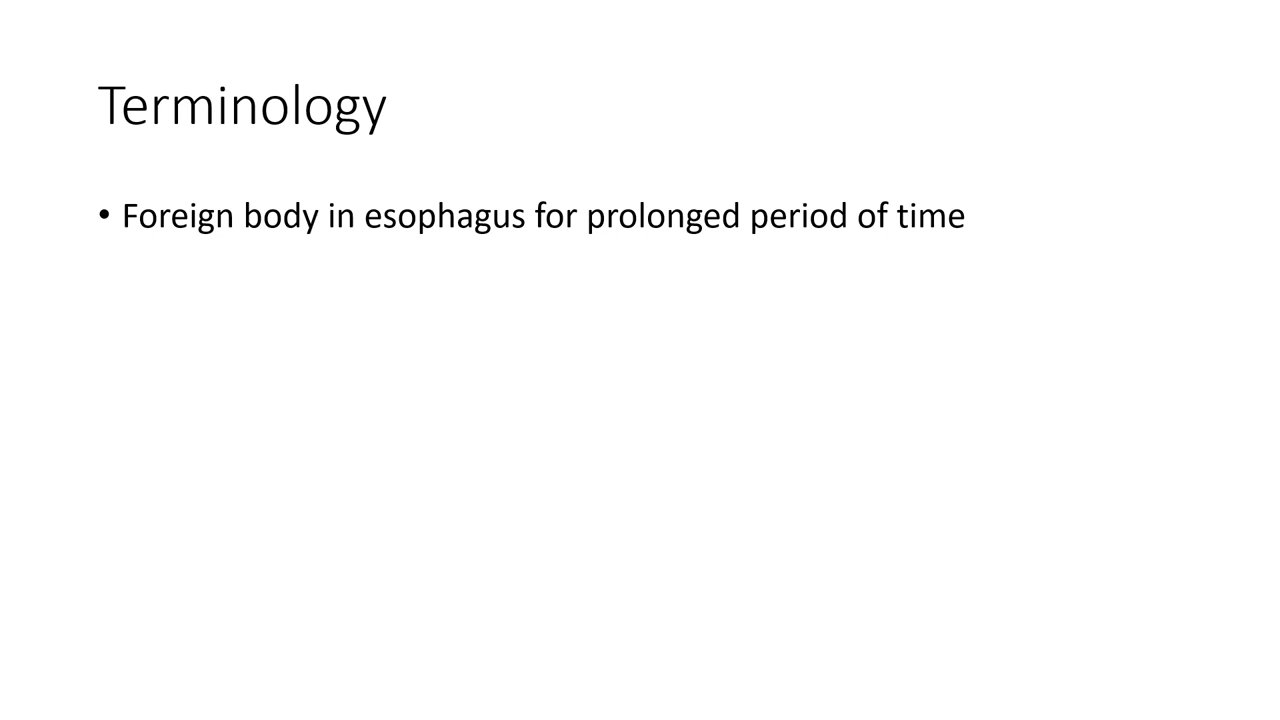 Terminology
• Foreign body in esophagus for prolonged period of time